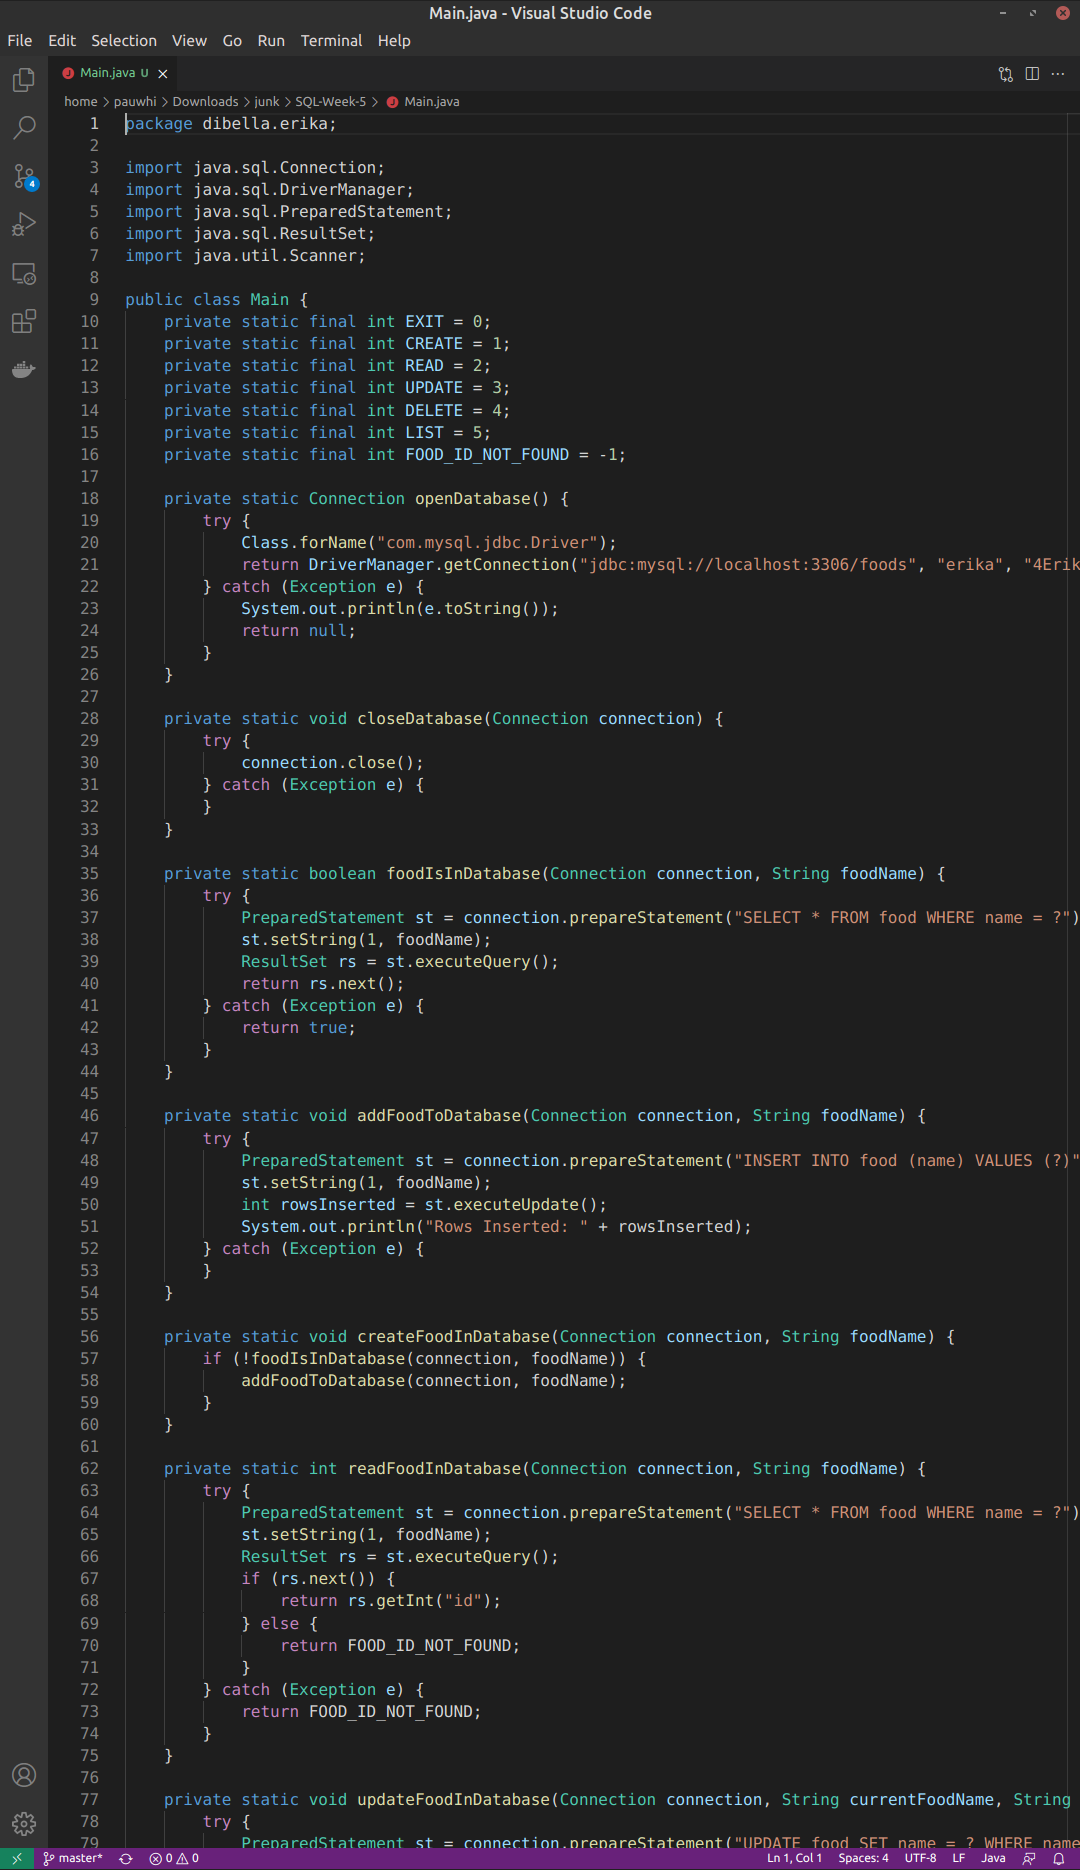 Main.java - Visual Studio Code
File Edit Selection View Go Run Terminal Help
Main.java U
home > pauwhi > Downloads > junk > SQL-Week-5 > Main.java
4
1 package dibella.erika;
2
3 import java.sql.Connection;
4 import java.sql.DriverManager;
5 import java.sql.PreparedStatement;
6 import java.sql.ResultSet;
7 import java.util.Scanner;
8
9 public class Main {
10 private static final int EXIT = 0;
11 private static final int CREATE = 1;
12 private static final int READ = 2;
13 private static final int UPDATE = 3;
14 private static final int DELETE = 4;
15 private static final int LIST = 5;
16 private static final int FOOD_ID_NOT_FOUND = -1;
17
18 private static Connection openDatabase() {
19 try {
20 Class.forName("com.mysql.jdbc.Driver");
21 return DriverManager.getConnection("jdbc:mysql://localhost:3306/foods", "erika", "4Erik
22 } catch (Exception e) {
23 System.out.println(e.toString());
24 return null;
25 }
26 }
27
28 private static void closeDatabase(Connection connection) {
29 try {
30 connection.close();
31 } catch (Exception e) {
32 }
33 }
34
35 private static boolean foodIsInDatabase(Connection connection, String foodName) {
36 try {
37 PreparedStatement st = connection.prepareStatement("SELECT * FROM food WHERE name = ?")
38 st.setString(1, foodName);
39 ResultSet rs = st.executeQuery();
40 return rs.next();
41 } catch (Exception e) {
42 return true;
43 }
44 }
45
46 private static void addFoodToDatabase(Connection connection, String foodName) {
47 try {
48 PreparedStatement st = connection.prepareStatement("INSERT INTO food (name) VALUES (?)"
49 st.setString(1, foodName);
50 int rowsInserted = st.executeUpdate();
51 System.out.println("Rows Inserted: " + rowsInserted);
52 } catch (Exception e) {
53 }
54 }
55
56 private static void createFoodInDatabase(Connection connection, String foodName) {
57 if (!foodIsInDatabase(connection, foodName)) {
58 addFoodToDatabase(connection, foodName);
59 }
60 }
61
62 private static int readFoodInDatabase(Connection connection, String foodName) {
63 try {
64 PreparedStatement st = connection.prepareStatement("SELECT * FROM food WHERE name = ?")
65 st.setString(1, foodName);
66 ResultSet rs = st.executeQuery();
67 if (rs.next()) {
68 return rs.getInt("id");
69 } else {
70 return FOOD_ID_NOT_FOUND;
71 }
72 } catch (Exception e) {
73 return FOOD_ID_NOT_FOUND;
74 }
75 }
76
77 private static void updateFoodInDatabase(Connection connection, String currentFoodName, String
78 try {
79 PreparedStatement st = connection.prepareStatement("UPDATE food SET name = ? WHERE name
master* 0 0 Ln 1, Col 1 Spaces: 4 UTF-8 LF Java